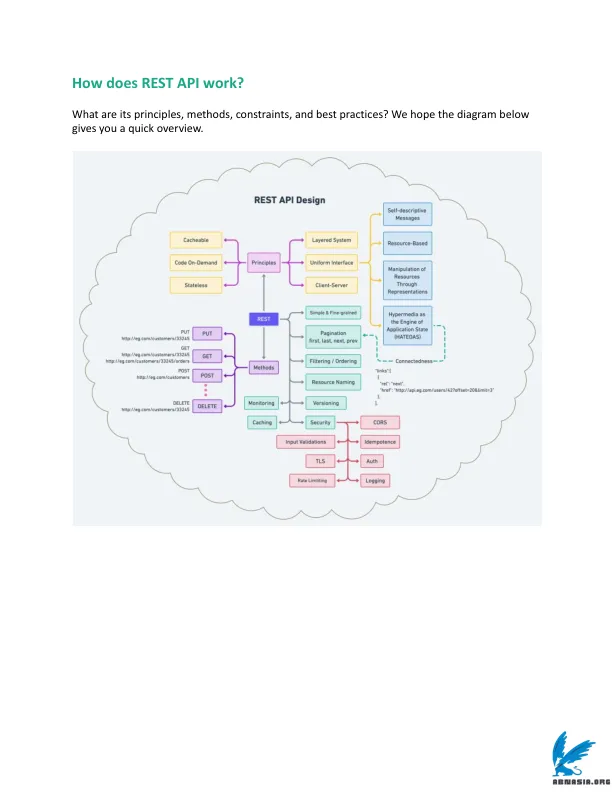 How does REST API work?
What are its principles, methods, constraints, and best practices? We hope the diagram below
gives you a quick overview.
REST API Design
Cacheable
Code On-Demand
Stateless
Principles
Layered System
Uniform Interface
Client-Server
Self-descriptive
Messages
Resource-Based
Manipulation of
Resources
Through
Representations
Hypermedia as
the Engine of
Application State
(HATEOAS)
REST
Methods
PUT
http://eg.com/customers/33245
PUT
GET
http://eg.com/customers/33245
http://eg.com/customers/33245/orders
GET
POST
http://eg.com/customers
POST
DELETE
http://eg.com/customers/33245
DELETE
Simple & Fine-grained
Pagination
first, last, next, prev
Filtering / Ordering
Resource Naming
Monitoring
Versioning
Caching
Security
Connectedness
"links":[
{
"rel": "next",
"href": "http://api.eg.com/users/43?offset=20&limit=3"
},
],
CORS
Input Validations
Idempotence
TLS
Auth
Rate Limiting
Logging
ABNASIA.ORG